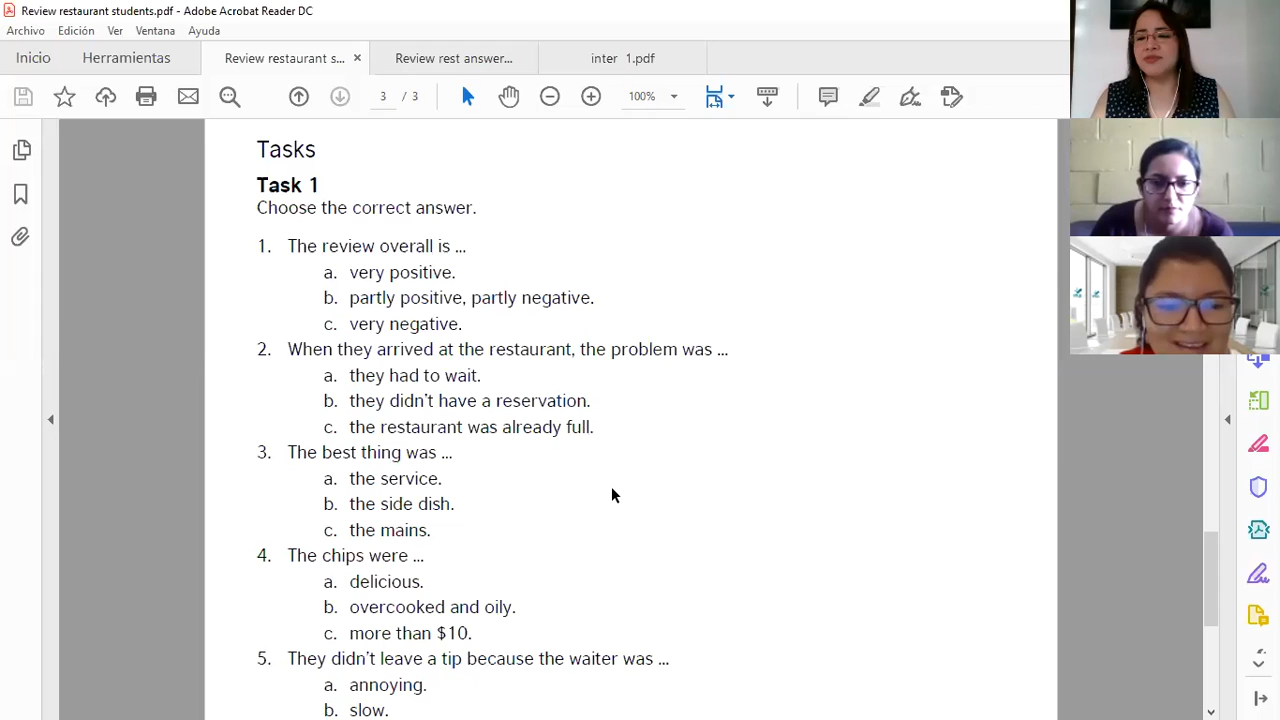 Review restaurant students.pdf - Adobe Acrobat Reader DC
Archivo Edición Ver Ventana Ayuda
Inicio Herramientas Review restaurant s... × Review rest answer... inter 1.pdf
3 / 3 100%
Tasks
Task 1
Choose the correct answer.
1. The review overall is ...
a. very positive.
b. partly positive, partly negative.
c. very negative.
2. When they arrived at the restaurant, the problem was ...
a. they had to wait.
b. they didn't have a reservation.
c. the restaurant was already full.
3. The best thing was ...
a. the service.
b. the side dish.
c. the mains.
4. The chips were ...
a. delicious.
b. overcooked and oily.
c. more than $10.
5. They didn't leave a tip because the waiter was ...
a. annoying.
b. slow.